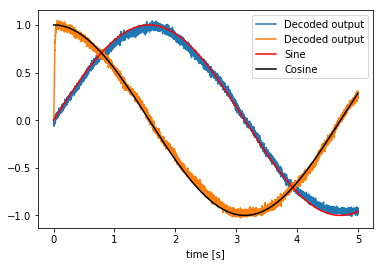 Decoded output
Decoded output
Sine
Cosine
1.0
0.5
0.0
−0.5
−1.0
0 1 2 3 4 5
time [s]